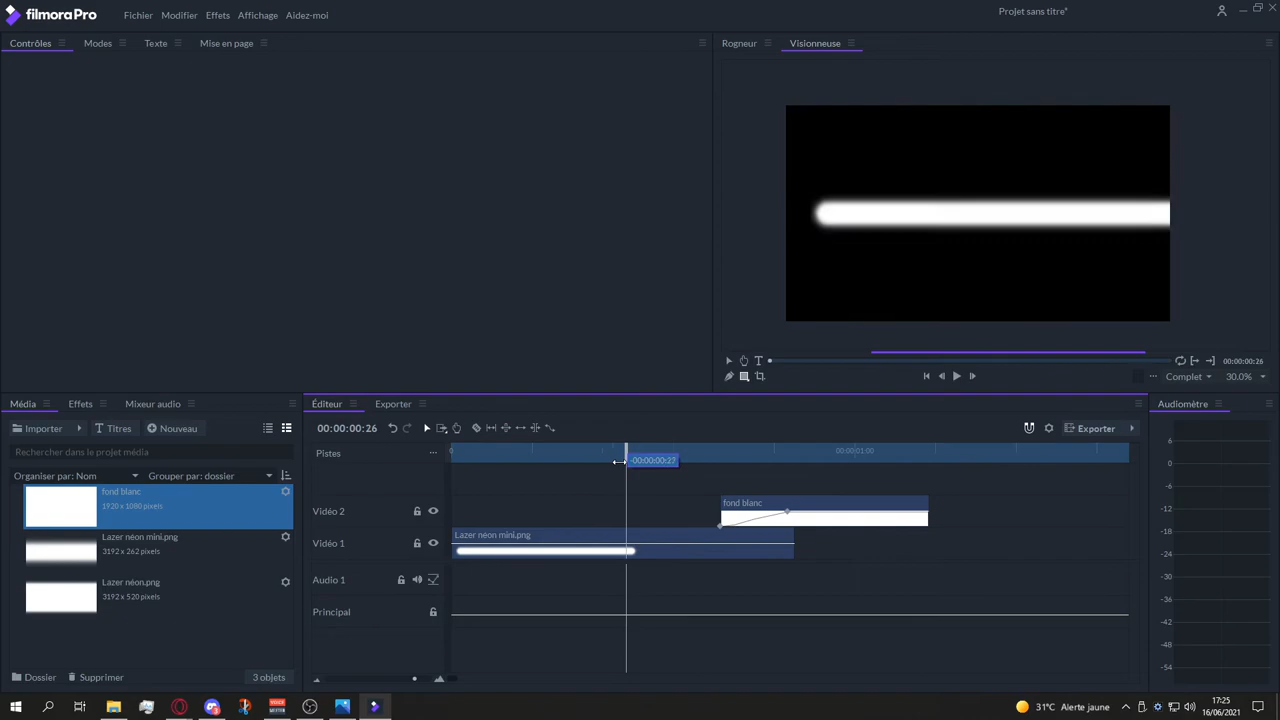 filmoraPro Fichier Modifier Effets Affichage Aidez-moi Projet sans titre*
Contrôles Modes Texte Mise en page Rogneur Visionneuse
00:00:00:26
Complet 30.0%
Média Effets Mixeur audio Éditeur Exporter Audiomètre
Importer Titres Nouveau 00:00:00:26 Exporter
Rechercher dans le projet média Pistes 0 00:00:01:00
-00:00:00:27
Organiser par: Nom Grouper par: dossier
fond blanc
1920 x 1080 pixels
Lazer néon mini.png
3192 x 262 pixels
Lazer néon.png
3192 x 520 pixels
Vidéo 2 fond blanc
Vidéo 1 Lazer néon mini.png
Audio 1
Principal
6
0
-6
-12
-18
-24
-30
-36
-42
-54
Dossier Supprimer 3 objets
31°C Alerte jaune 17:25
16/06/2021